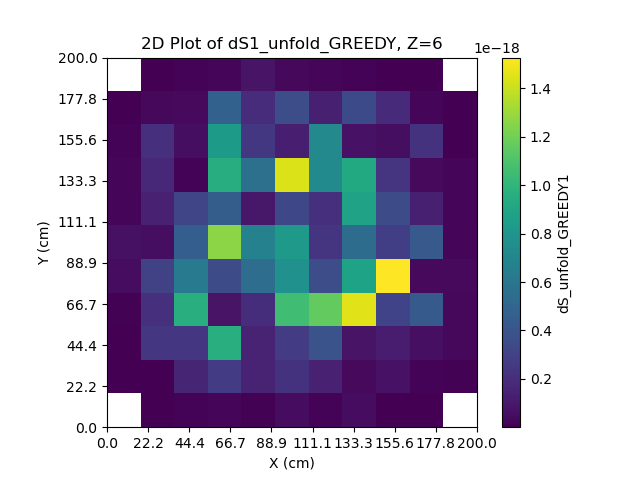 2D Plot of dS1_unfold_GREEDY, Z=6
1e−18
200.0
177.8
155.6
133.3
111.1
88.9
66.7
44.4
22.2
0.0
Y (cm)
0.0 22.2 44.4 66.7 88.9 111.1 133.3 155.6 177.8 200.0
X (cm)
1.4
1.2
1.0
0.8
0.6
0.4
0.2
dS_unfold_GREEDY1